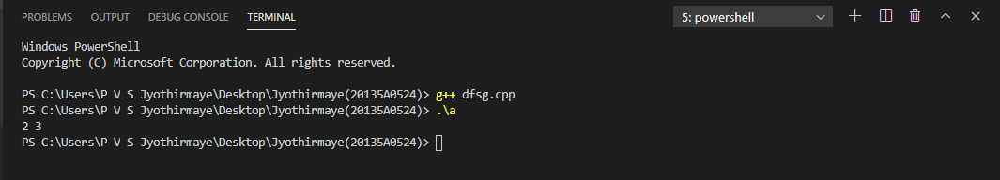 PROBLEMS OUTPUT DEBUG CONSOLE TERMINAL 5: powershell
Windows PowerShell
Copyright (C) Microsoft Corporation. All rights reserved.
PS C:\Users\P V S Jyothirmaye\Desktop\Jyothirmaye(20135A0524)> g++ dfsg.cpp
PS C:\Users\P V S Jyothirmaye\Desktop\Jyothirmaye(20135A0524)> .\a
2 3
PS C:\Users\P V S Jyothirmaye\Desktop\Jyothirmaye(20135A0524)>